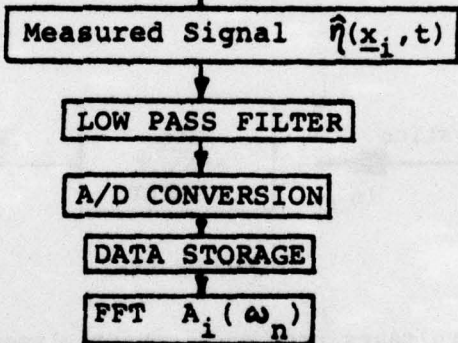 Measured Signal η̂(x̲ᵢ,t)
LOW PASS FILTER
A/D CONVERSION
DATA STORAGE
FFT Aᵢ(ωₙ)